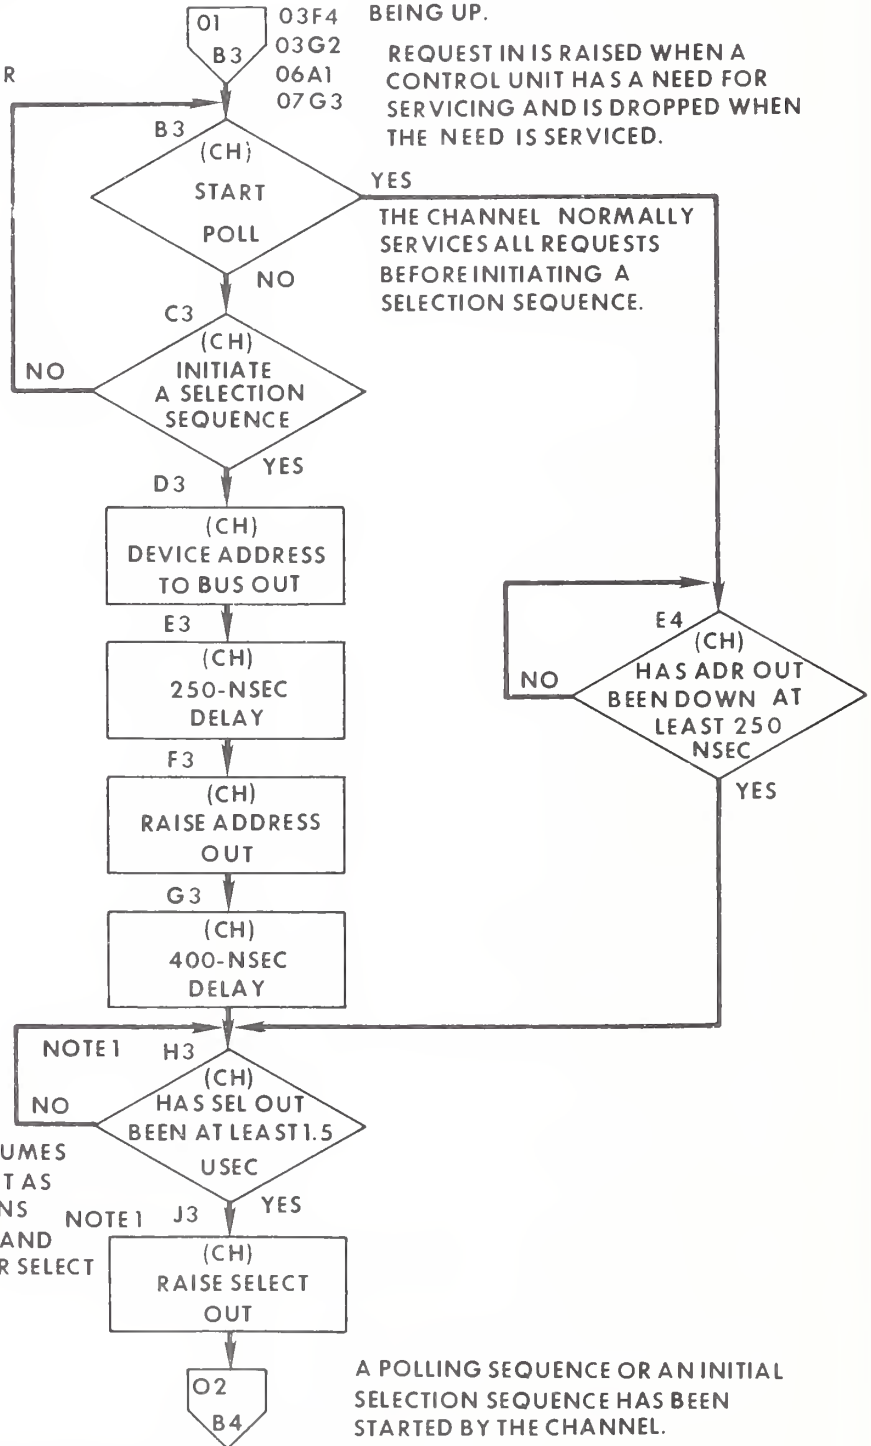 01
B3
03F4
03G2
06A1
07G3
BEING UP.
REQUEST IN IS RAISED WHEN A
CONTROL UNIT HAS A NEED FOR
SERVICING AND IS DROPPED WHEN
THE NEED IS SERVICED.
R
B3
(CH)
START
POLL
YES
THE CHANNEL NORMALLY
SERVICES ALL REQUESTS
BEFORE INITIATING A
SELECTION SEQUENCE.
NO
C3
(CH)
INITIATE
A SELECTION
SEQUENCE
NO
YES
D3
(CH)
DEVICE ADDRESS
TO BUS OUT
E3
(CH)
250-NSEC
DELAY
E4
(CH)
HAS ADR OUT
BEEN DOWN AT
LEAST 250
NSEC
NO
YES
F3
(CH)
RAISE ADDRESS
OUT
G3
(CH)
400-NSEC
DELAY
NOTE 1
H3
(CH)
HAS SEL OUT
BEEN AT LEAST 1.5
USEC
NO
YES
UMES
T AS
NS
AND
R SELECT
NOTE 1
J3
(CH)
RAISE SELECT
OUT
02
B4
A POLLING SEQUENCE OR AN INITIAL
SELECTION SEQUENCE HAS BEEN
STARTED BY THE CHANNEL.